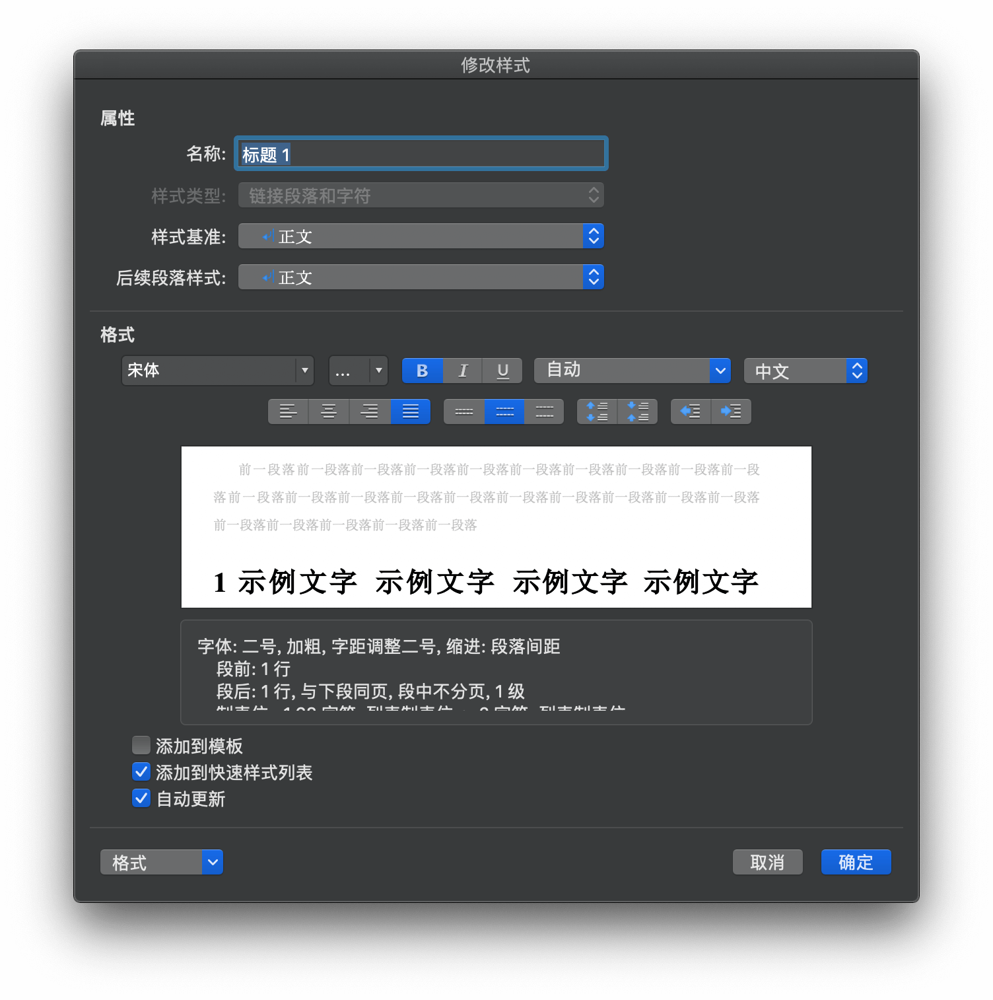 修改样式
属性
名称: 标题 1
样式类型: 链接段落和字符
样式基准: 正文
后续段落样式: 正文
格式
宋体 ... B I U 自动 中文
前一段落前一段落前一段落前一段落前一段落前一段落前一段落前一段落前一段落前一段
落前一段落前一段落前一段落前一段落前一段落前一段落前一段落前一段落前一段落前一段落
前一段落前一段落前一段落前一段落前一段落
1 示例文字 示例文字 示例文字 示例文字
字体: 二号, 加粗, 字距调整二号, 缩进: 段落间距
段前: 1 行
段后: 1 行, 与下段同页, 段中不分页, 1 级
添加到模板
添加到快速样式列表
自动更新
格式 取消 确定